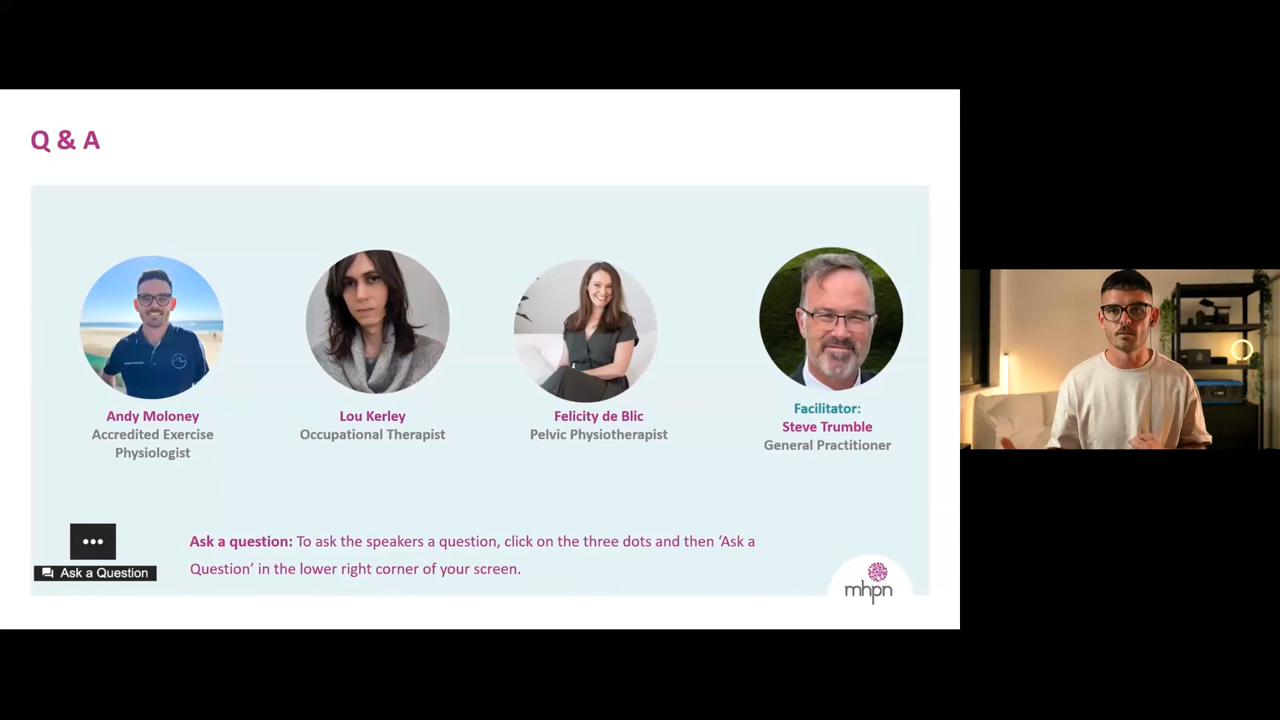 Q & A
Andy Moloney
Accredited Exercise
Physiologist
Lou Kerley
Occupational Therapist
Felicity de Blic
Pelvic Physiotherapist
Facilitator:
Steve Trumble
General Practitioner
Ask a question: To ask the speakers a question, click on the three dots and then ‘Ask a
Question’ in the lower right corner of your screen.
Ask a Question
mhpn